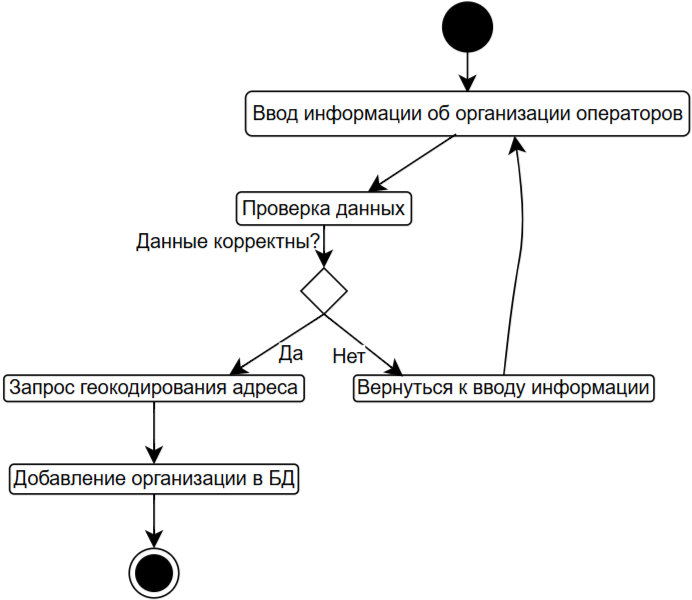 Ввод информации об организации операторов
Проверка данных
Данные корректны?
Да
Нет
Запрос геокодирования адреса
Вернуться к вводу информации
Добавление организации в БД